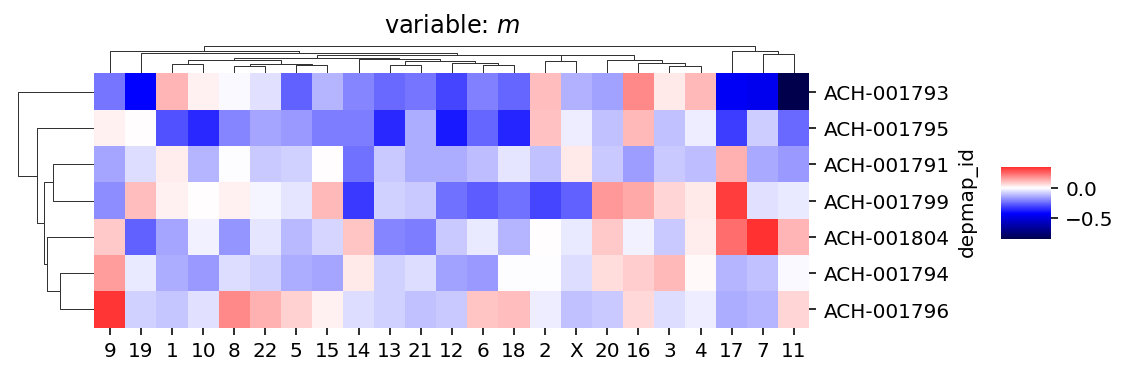 variable: m
ACH-001793
ACH-001795
ACH-001791
ACH-001799
ACH-001804
ACH-001794
ACH-001796
depmap_id
0.0
−0.5
9 19 1 10 8 22 5 15 14 13 21 12 6 18 2 X 20 16 3 4 17 7 11